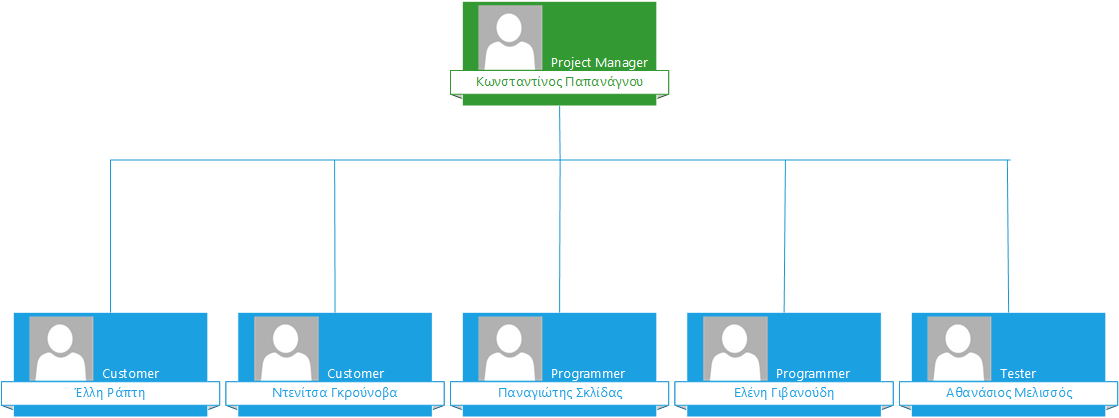 Project Manager
Κωνσταντίνος Παπανάγνου
Customer
Έλλη Ράπτη
Customer
Ντενίτσα Γκρούνοβα
Programmer
Παναγιώτης Σκλίδας
Programmer
Ελένη Γιβανούδη
Tester
Αθανάσιος Μελισσός